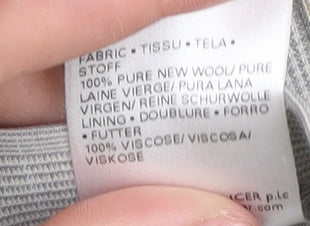 FABRIC • TISSU • TELA •
STOFF
100% PURE NEW WOOL/ PURE
LAINE VIERGE/ PURA LANA
VIRGEN/ REINE SCHURWOLLE
LINING • DOUBLURE • FORRO
• FUTTER
100% VISCOSE/ VISCOSA/
VISKOSE
p.lc